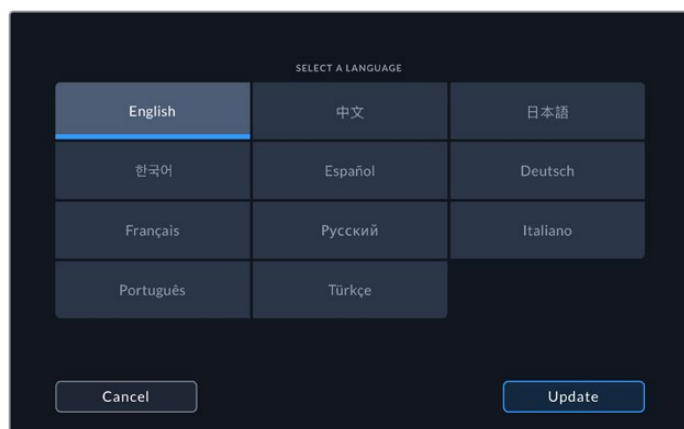 SELECT A LANGUAGE
English
中文
日本語
한국어
Español
Deutsch
Français
Русский
Italiano
Português
Türkçe
Cancel
Update